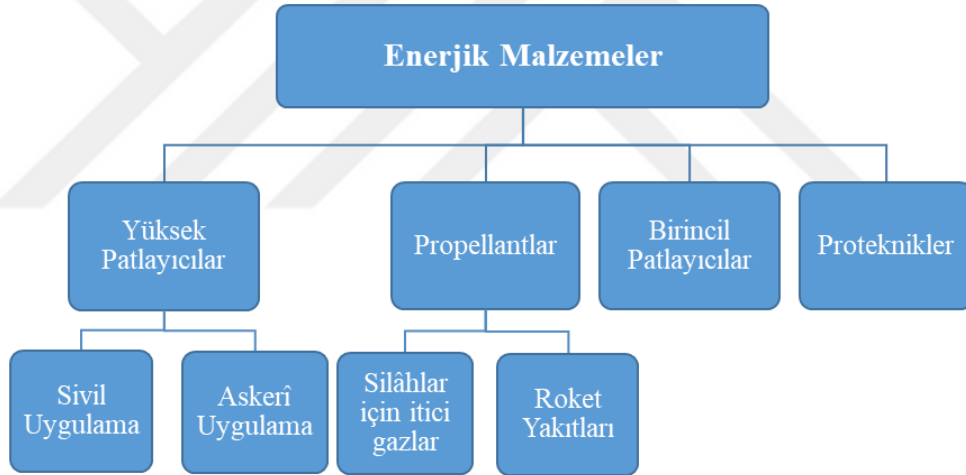 Enerjik Malzemeler
Yüksek
Patlayıcılar
Propellantlar
Birincil
Patlayıcılar
Proteknikler
Sivil
Uygulama
Askerî
Uygulama
Silâhlar
için itici
gazlar
Roket
Yakıtları